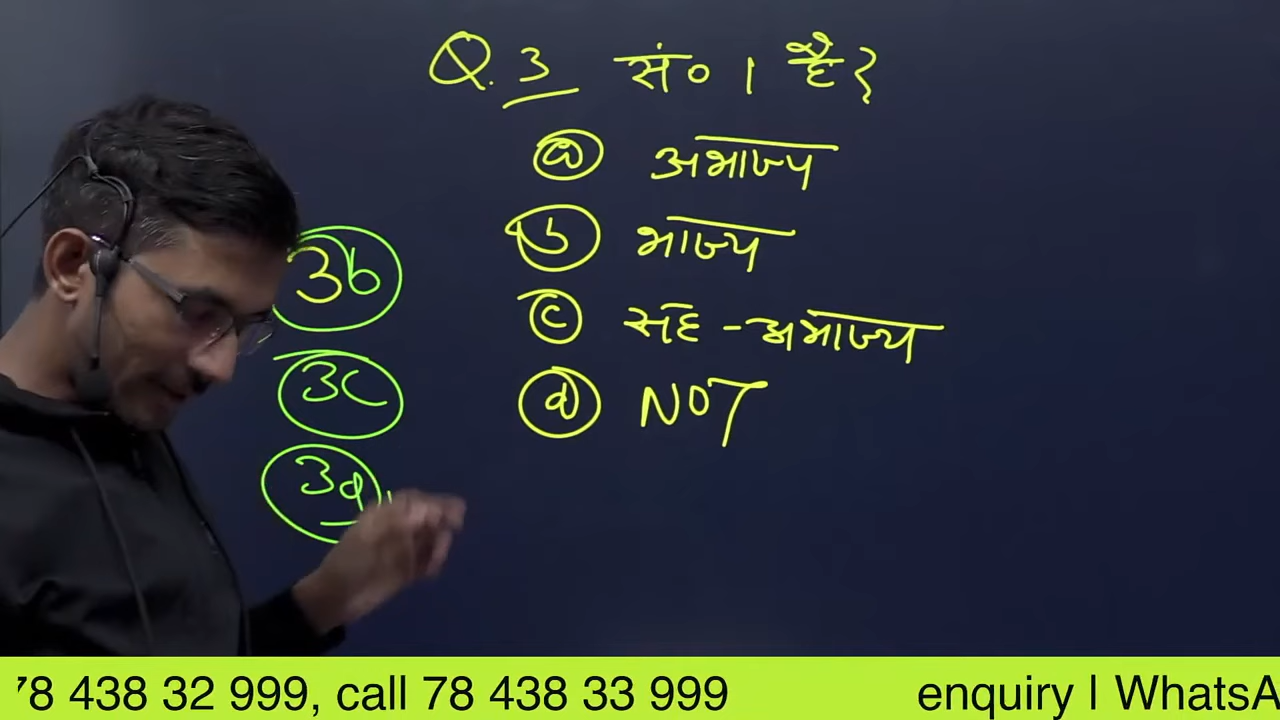 Q.3 सं० 1 है?
(a) अभाज्य
(b) भाज्य
(c) सह-अभाज्य
(d) NOT
3b
3c
3a
78 438 32 999, call 78 438 33 999 enquiry | WhatsA